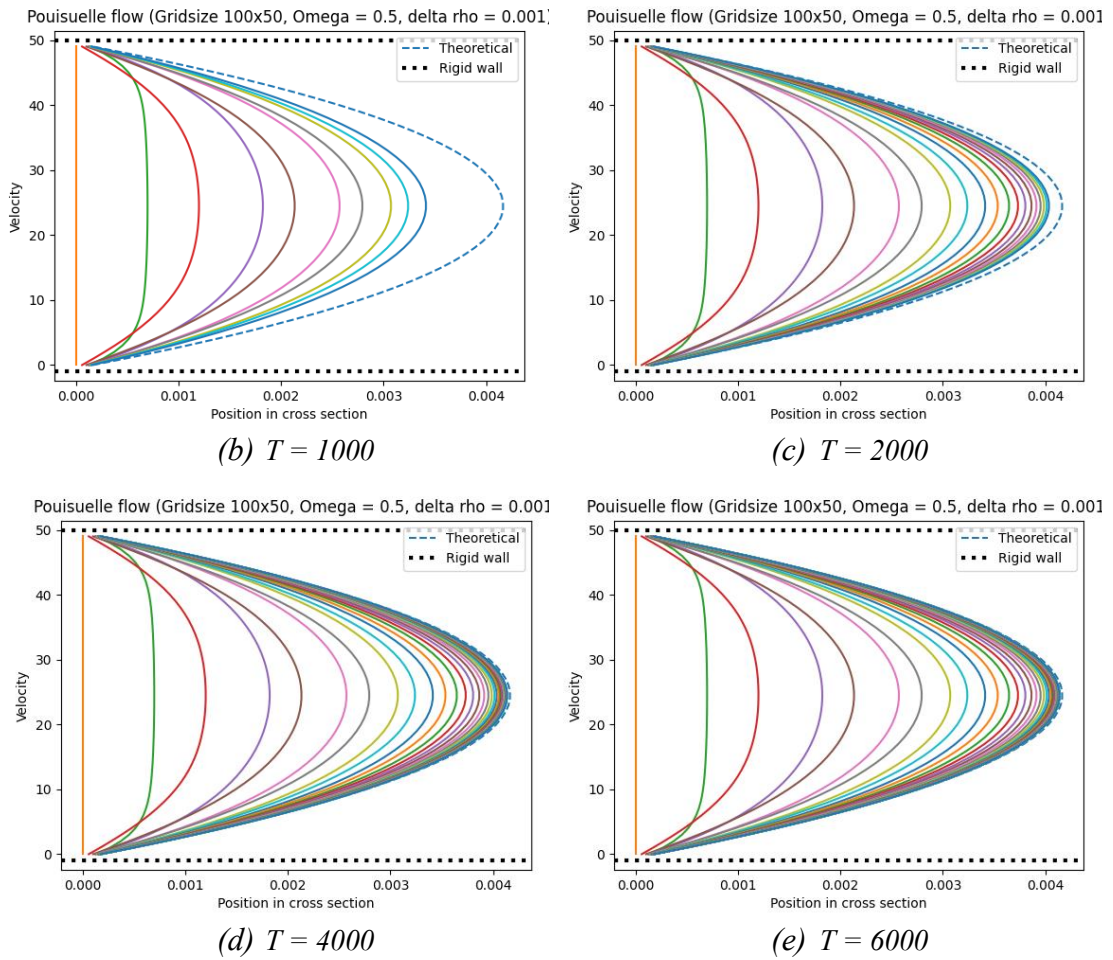 Pouisuelle flow (Gridsize 100x50, Omega = 0.5, delta rho = 0.001)
50
40
30
20
10
0
Velocity
Theoretical
Rigid wall
0.000 0.001 0.002 0.003 0.004
Position in cross section
(b) T = 1000
Pouisuelle flow (Gridsize 100x50, Omega = 0.5, delta rho = 0.001
50
40
30
20
10
0
Velocity
Theoretical
Rigid wall
0.000 0.001 0.002 0.003 0.004
Position in cross section
(c) T = 2000
Pouisuelle flow (Gridsize 100x50, Omega = 0.5, delta rho = 0.001
50
40
30
20
10
0
Velocity
Theoretical
Rigid wall
0.000 0.001 0.002 0.003 0.004
Position in cross section
(d) T = 4000
Pouisuelle flow (Gridsize 100x50, Omega = 0.5, delta rho = 0.001
50
40
30
20
10
0
Velocity
Theoretical
Rigid wall
0.000 0.001 0.002 0.003 0.004
Position in cross section
(e) T = 6000